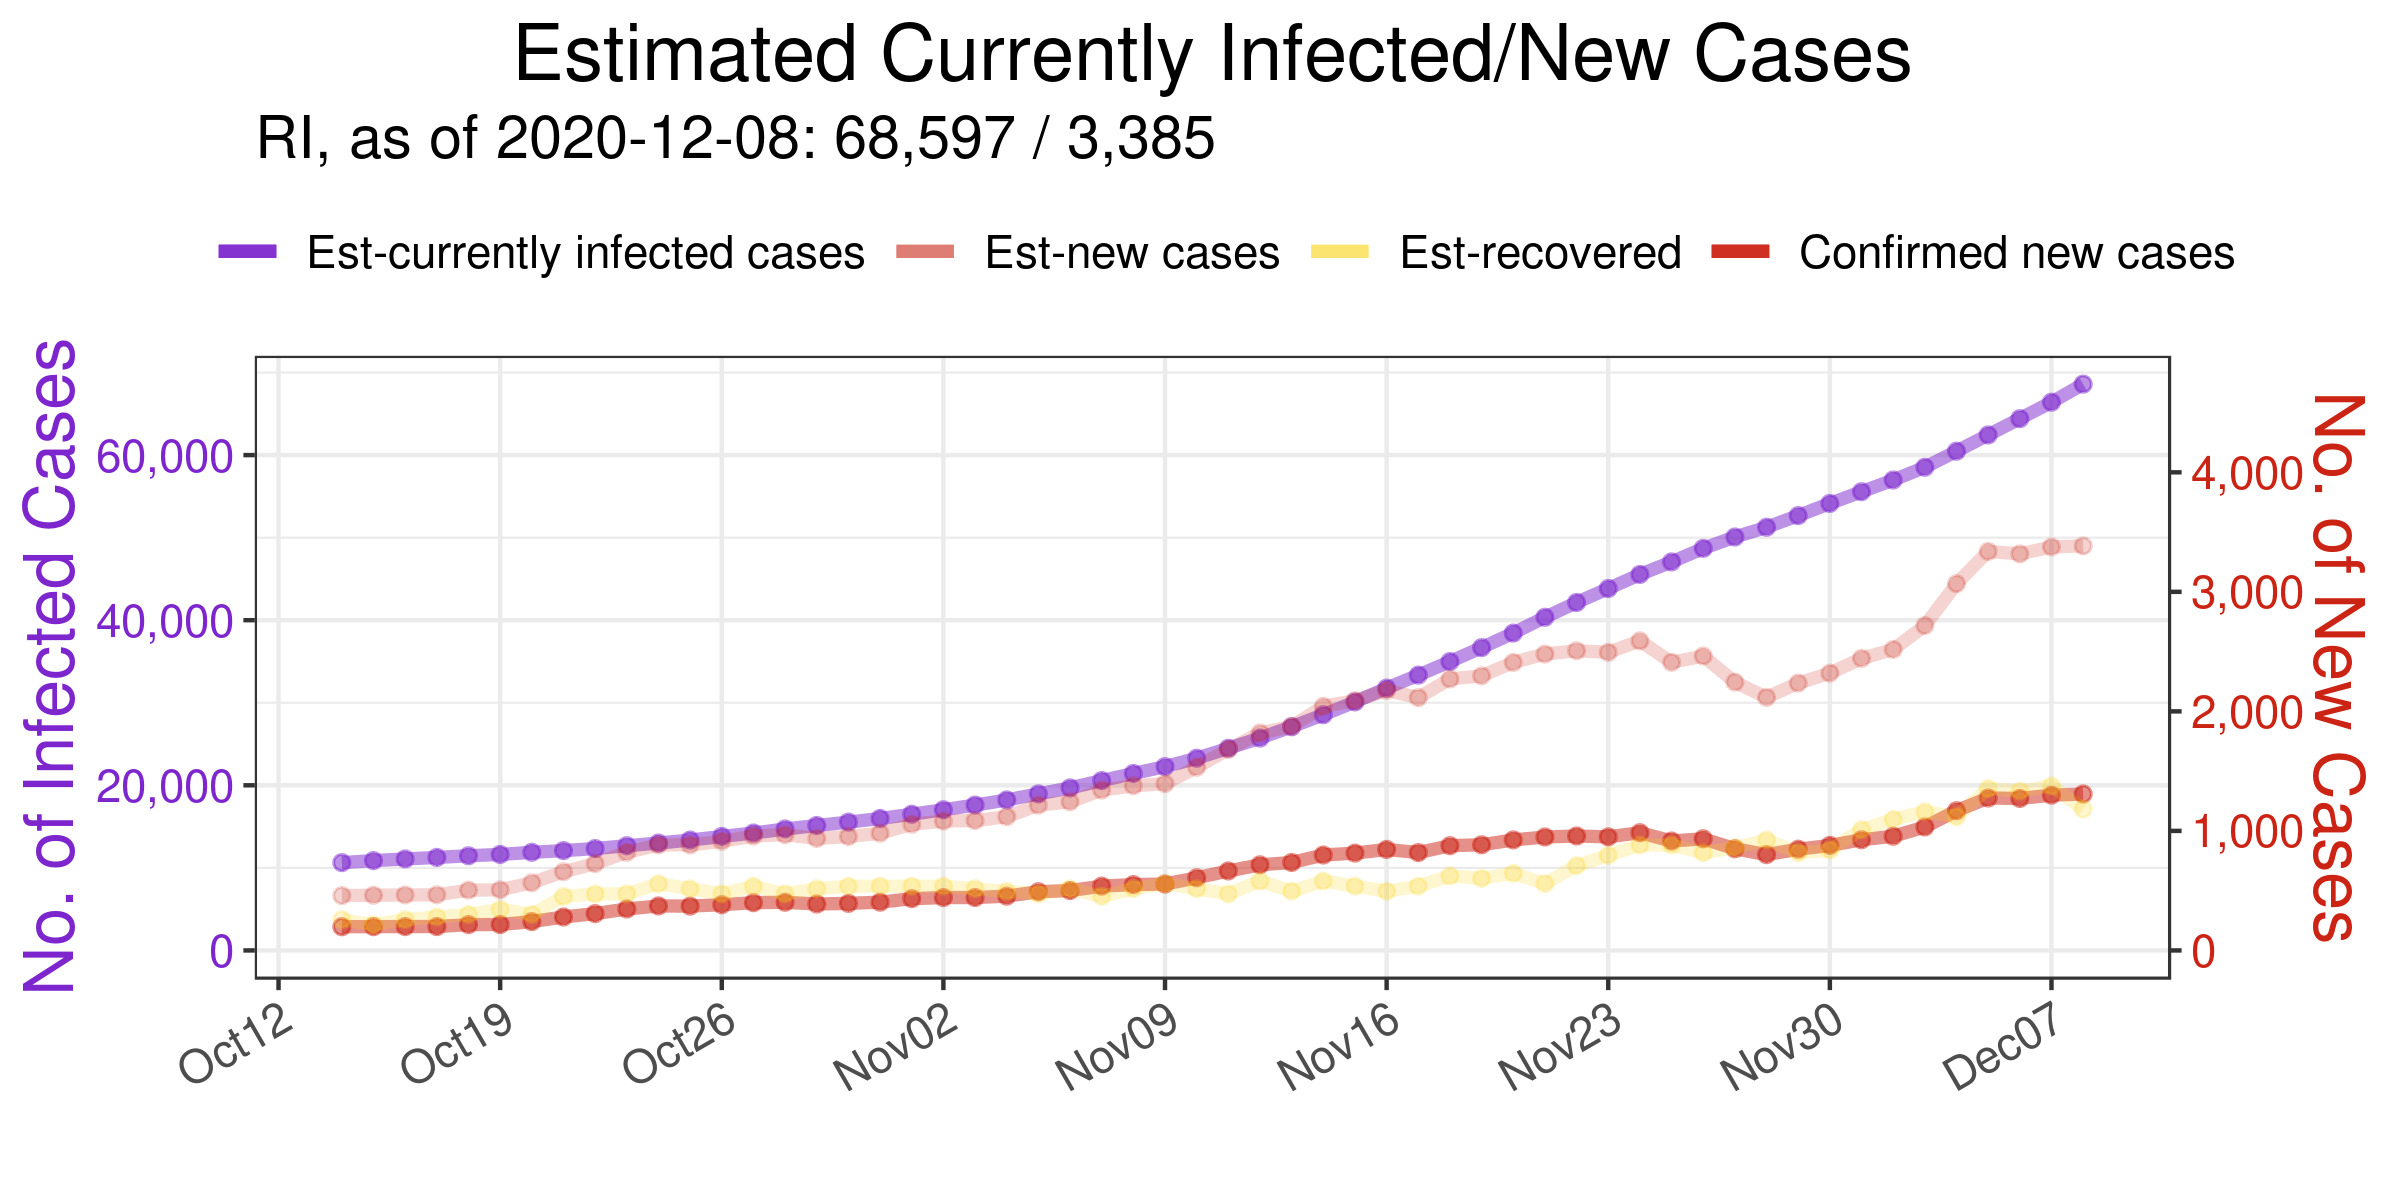 Estimated Currently Infected/New Cases
RI, as of 2020-12-08: 68,597 / 3,385
Est-currently infected cases Est-new cases Est-recovered Confirmed new cases
No. of Infected Cases
60,000
40,000
20,000
0
4,000
3,000
2,000
1,000
0
No. of New Cases
Oct12 Oct19 Oct26 Nov02 Nov09 Nov16 Nov23 Nov30 Dec07